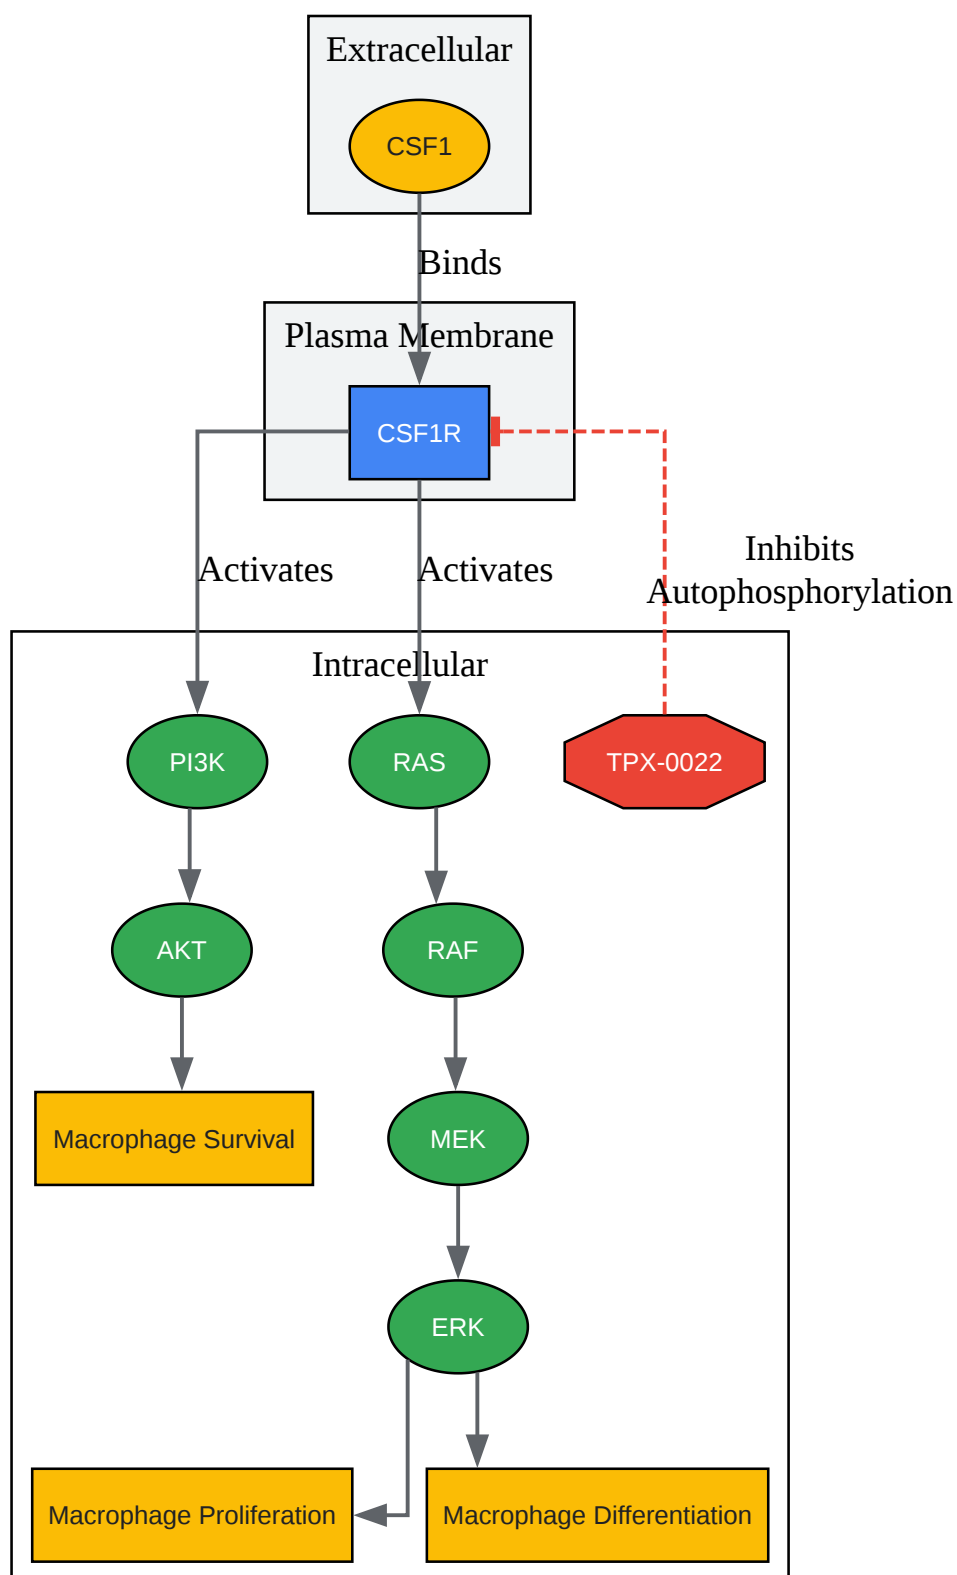 Extracellular
CSF1
Binds
Plasma Membrane
CSF1R
Activates
Activates
Inhibits
Autophosphorylation
Intracellular
PI3K
RAS
TPX-0022
AKT
RAF
Macrophage Survival
MEK
ERK
Macrophage Proliferation
Macrophage Differentiation